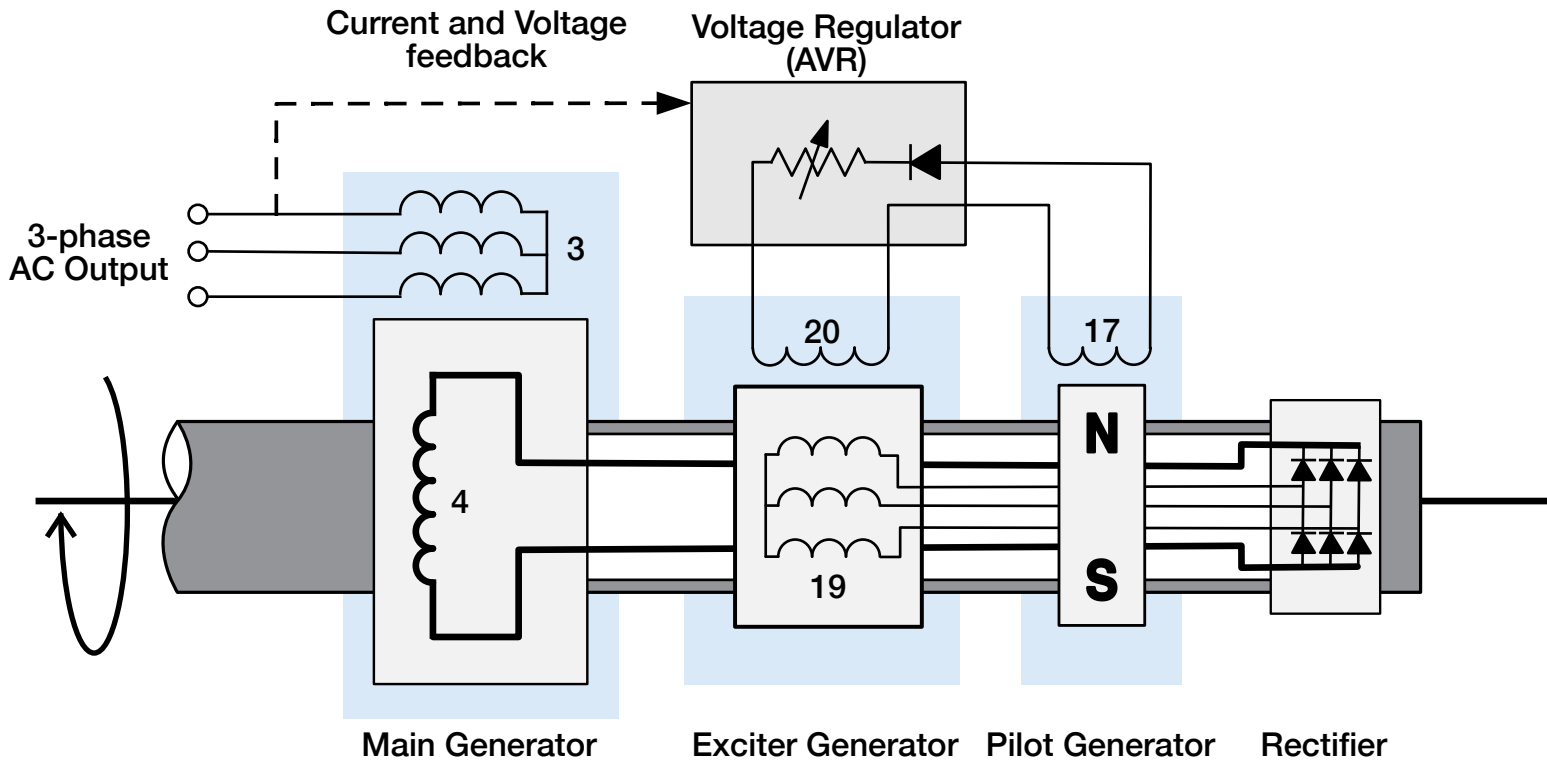 Current and Voltage
feedback
Voltage Regulator
(AVR)
3-phase
AC Output
3
20
17
4
19
N
S
Main Generator
Exciter Generator
Pilot Generator
Rectifier